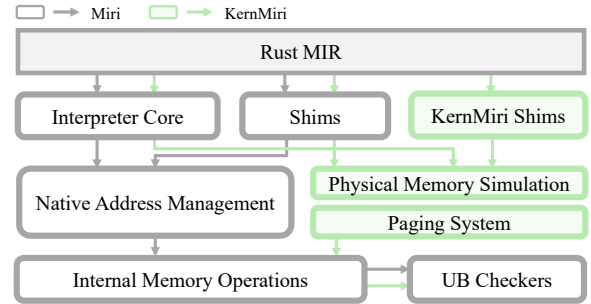 Miri KernMiri
Rust MIR
Interpreter Core Shims KernMiri Shims
Native Address Management Physical Memory Simulation
Paging System
Internal Memory Operations UB Checkers